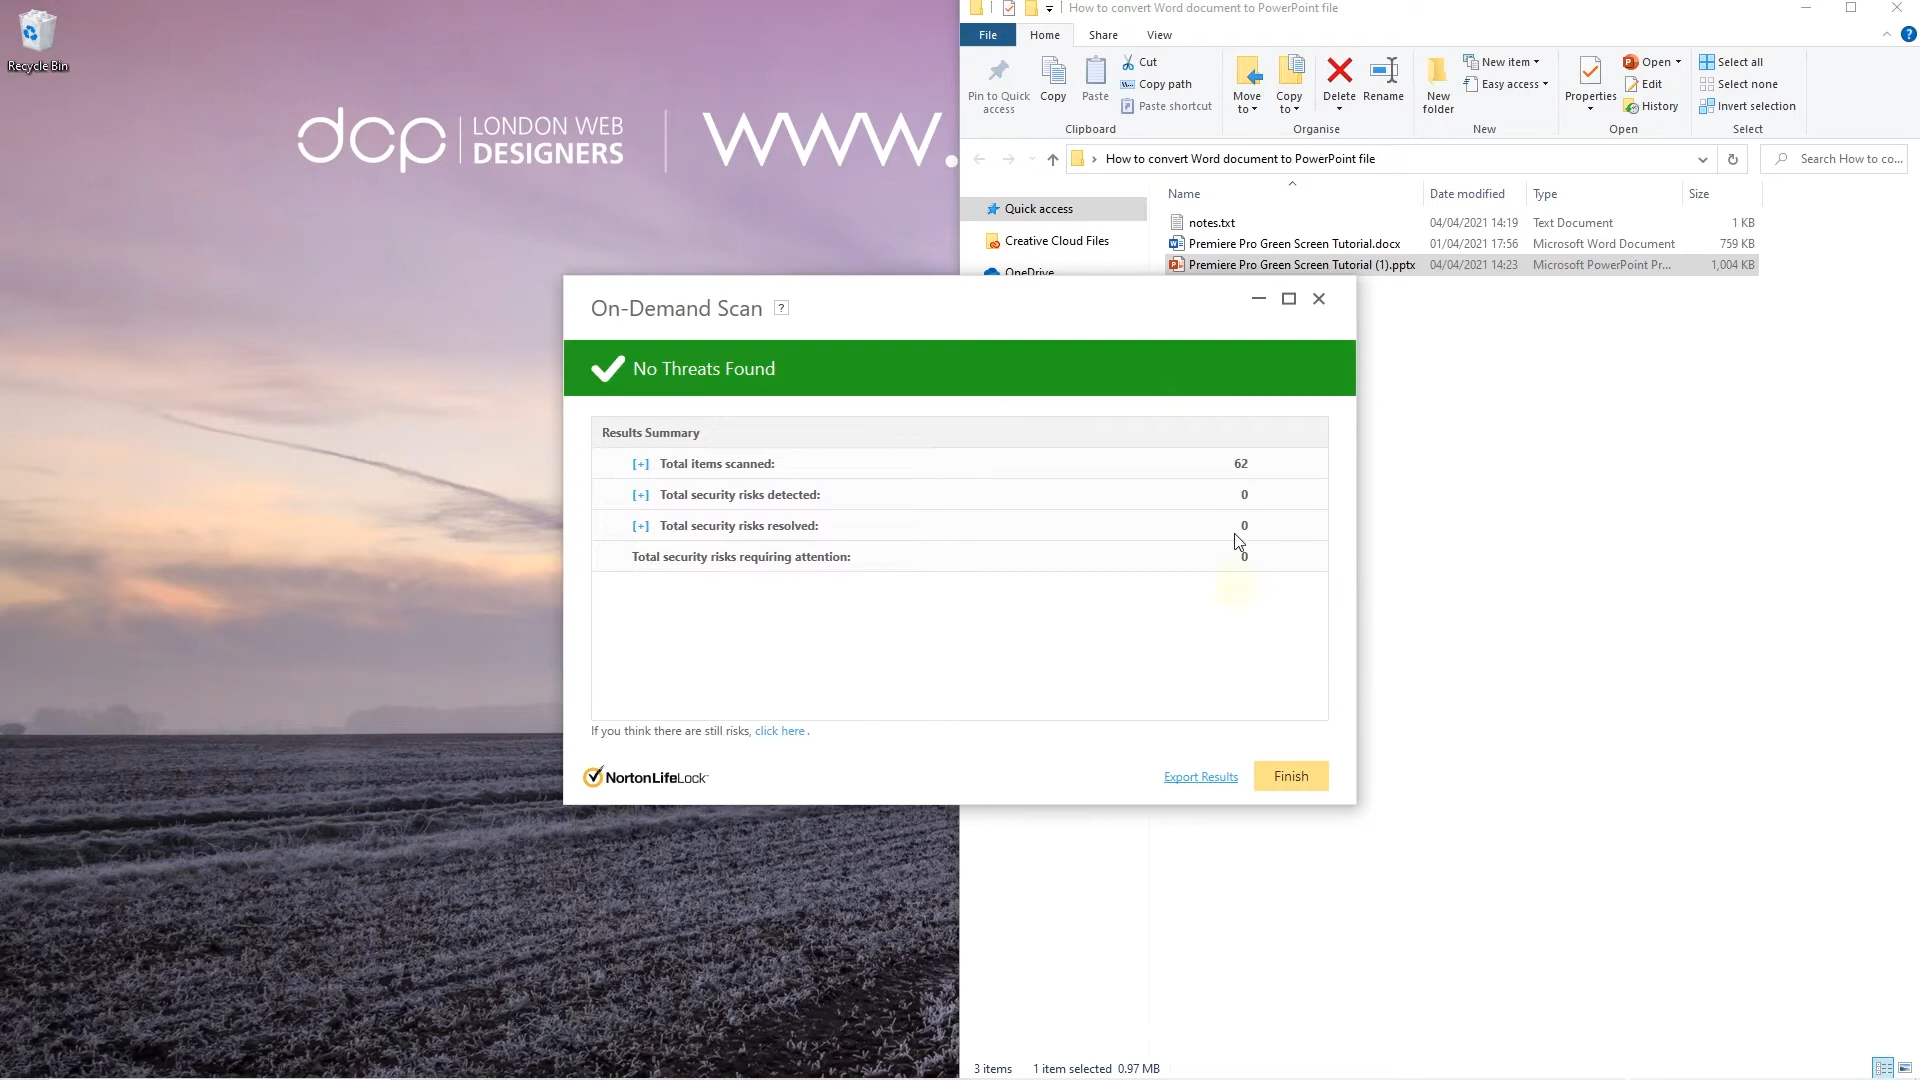 Recycle Bin
dcp | LONDON WEB DESIGNERS | WWW.
How to convert Word document to PowerPoint file
File Home Share View
Pin to Quick access
Copy
Paste
Cut
Copy path
Paste shortcut
Clipboard
Move to
Copy to
Delete
Rename
Organise
New folder
New item
Easy access
New
Properties
Open
Edit
History
Open
Select all
Select none
Invert selection
Select
How to convert Word document to PowerPoint file
Search How to co...
Name Date modified Type Size
Quick access
Creative Cloud Files
OneDrive
notes.txt 04/04/2021 14:19 Text Document 1 KB
Premiere Pro Green Screen Tutorial.docx 01/04/2021 17:56 Microsoft Word Document 759 KB
Premiere Pro Green Screen Tutorial (1).pptx 04/04/2021 14:23 Microsoft PowerPoint Pr... 1,004 KB
On-Demand Scan ?
No Threats Found
Results Summary
[+] Total items scanned: 62
[+] Total security risks detected: 0
[+] Total security risks resolved: 0
Total security risks requiring attention: 0
If you think there are still risks, click here .
NortonLifeLock
Export Results
Finish
3 items 1 item selected 0.97 MB